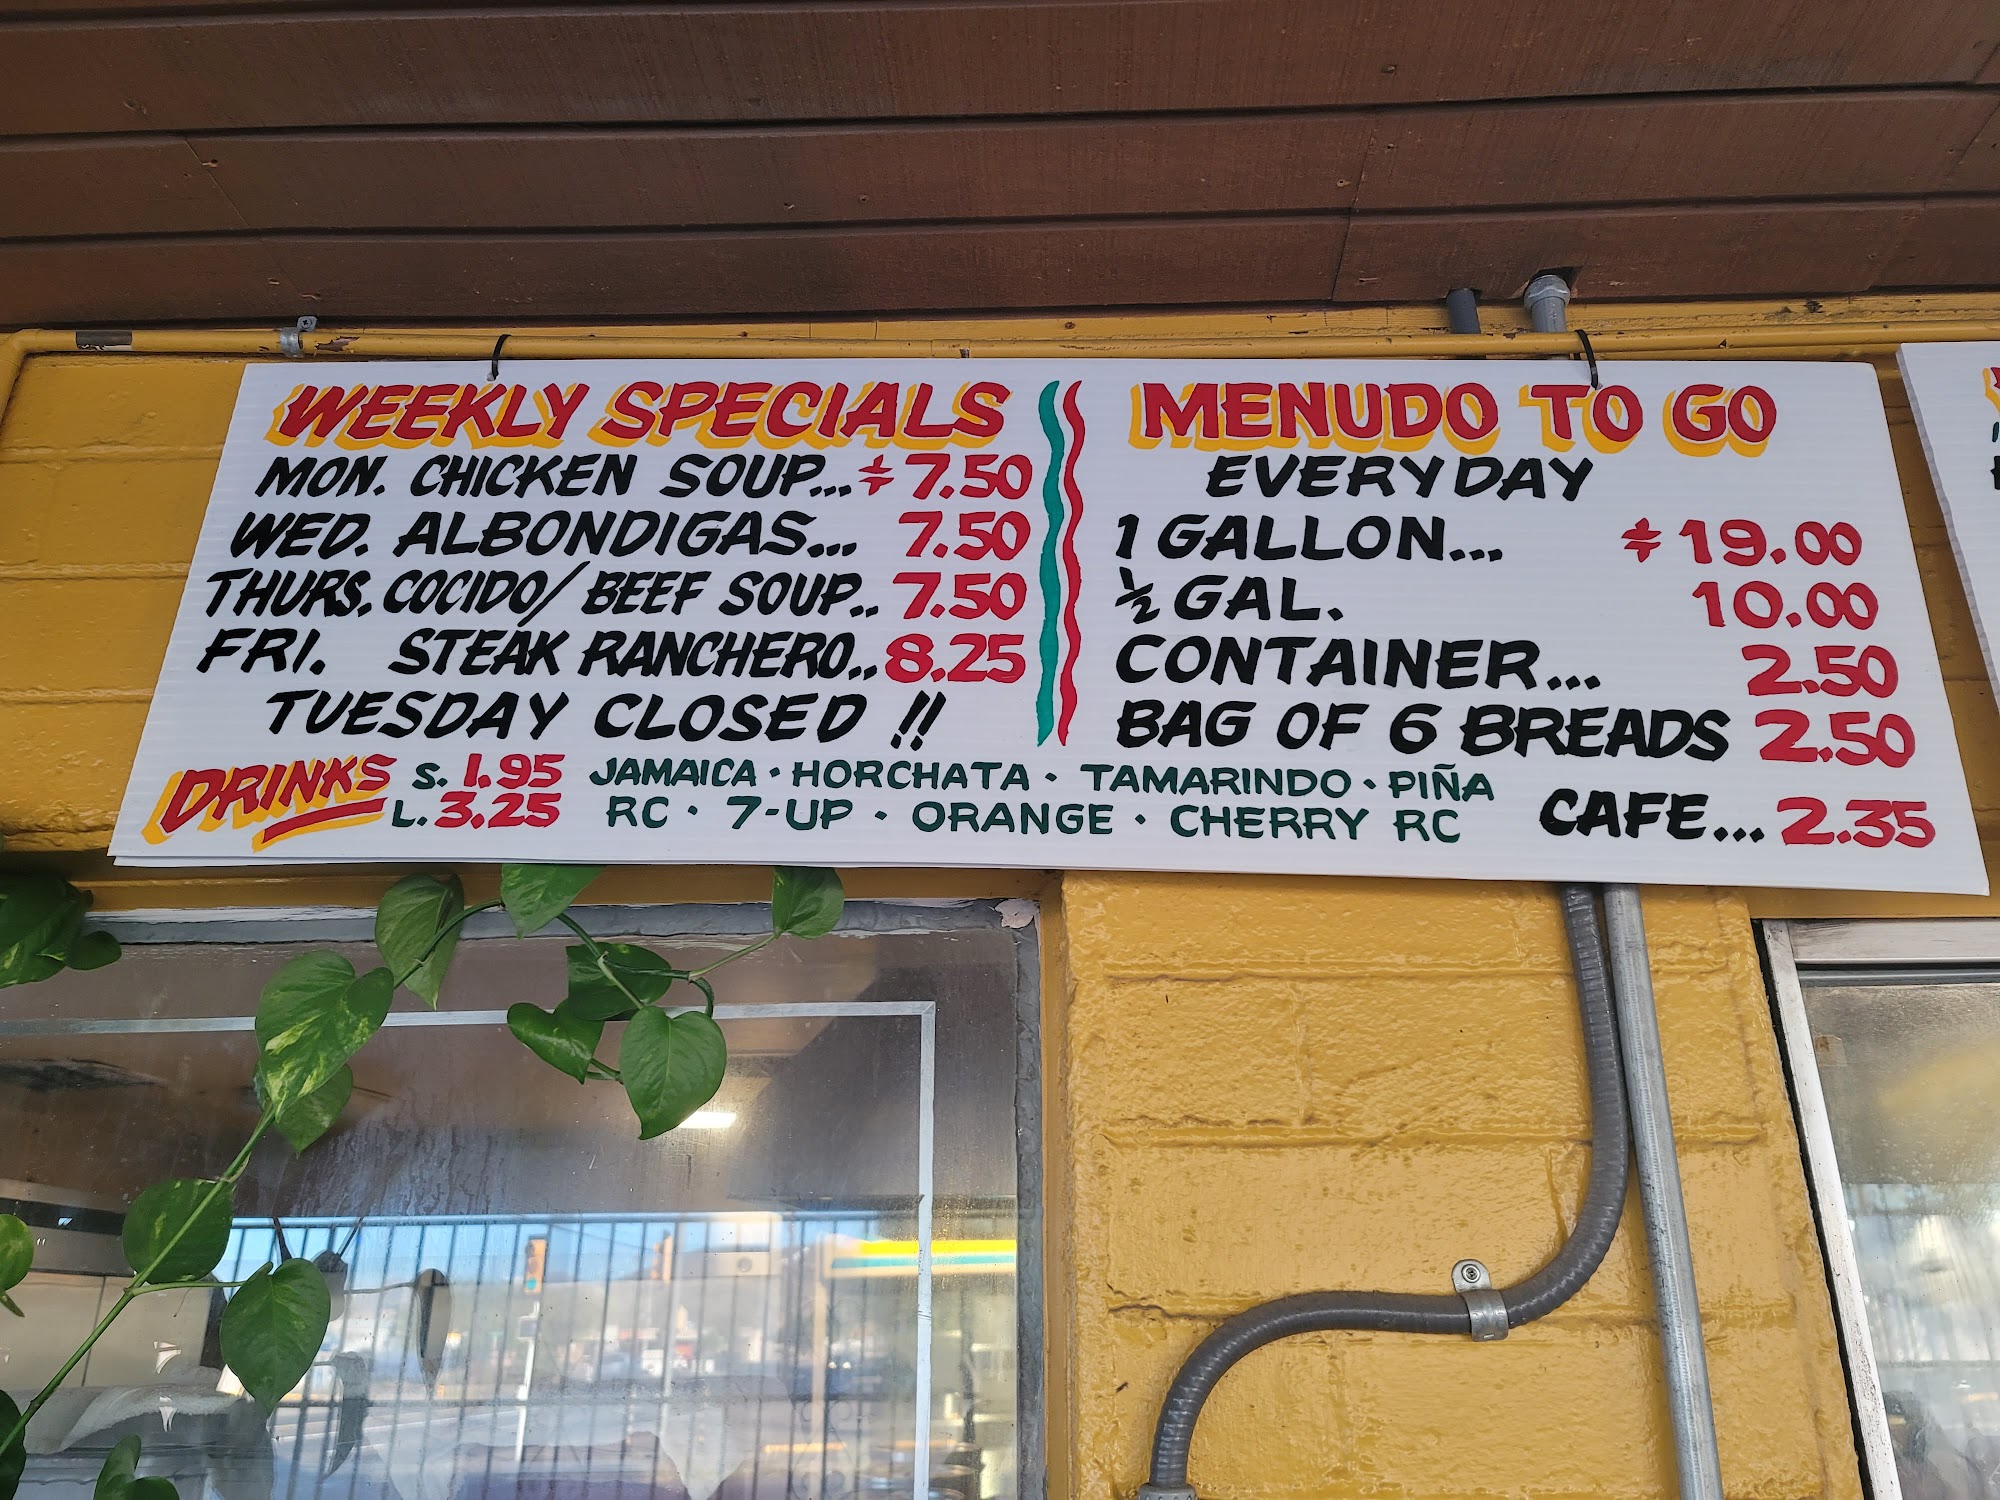 WEEKLY SPECIALS
MON. CHICKEN SOUP... $7.50
WED. ALBONDIGAS... 7.50
THURS. COCIDO/BEEF SOUP.. 7.50
FRI. STEAK RANCHERO.. 8.25
TUESDAY CLOSED !!
MENUDO TO GO
EVERYDAY
1 GALLON... $19.00
½ GAL. 10.00
CONTAINER... 2.50
BAG OF 6 BREADS 2.50
DRINKS S. 1.95
L. 3.25
JAMAICA · HORCHATA · TAMARINDO · PIÑA
RC · 7-UP · ORANGE · CHERRY RC
CAFE... 2.35